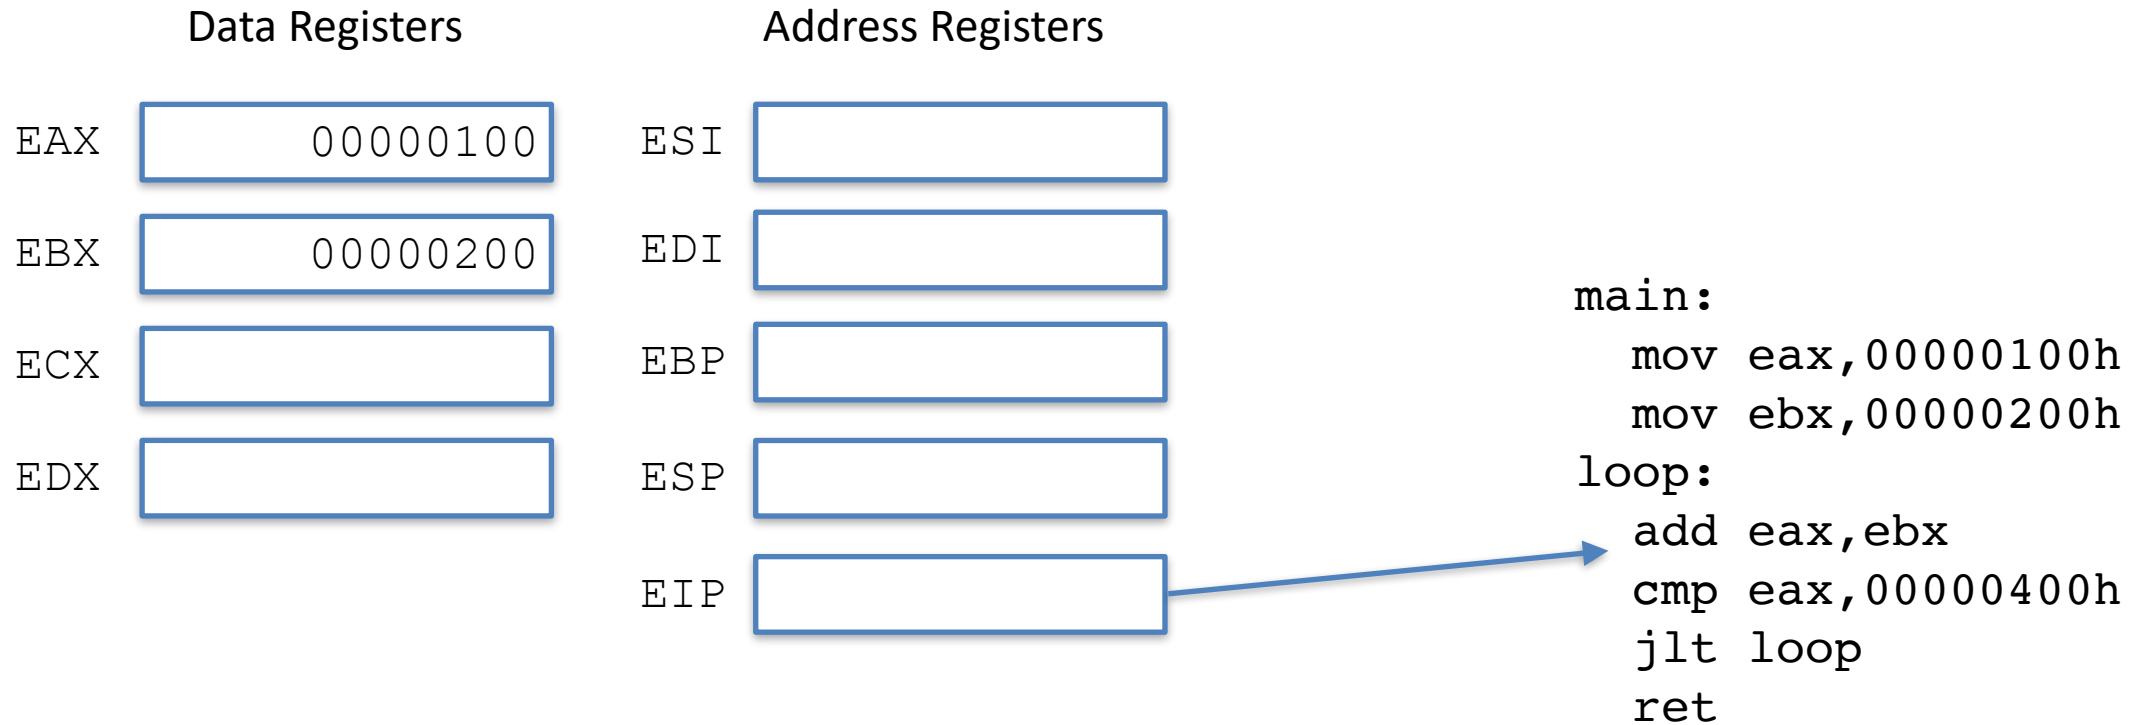 Data Registers
Address Registers
EAX 00000100
ESI
EBX 00000200
EDI
ECX
EBP
EDX
ESP
EIP
main:
mov eax,00000100h
mov ebx,00000200h
loop:
add eax,ebx
cmp eax,00000400h
jlt loop
ret